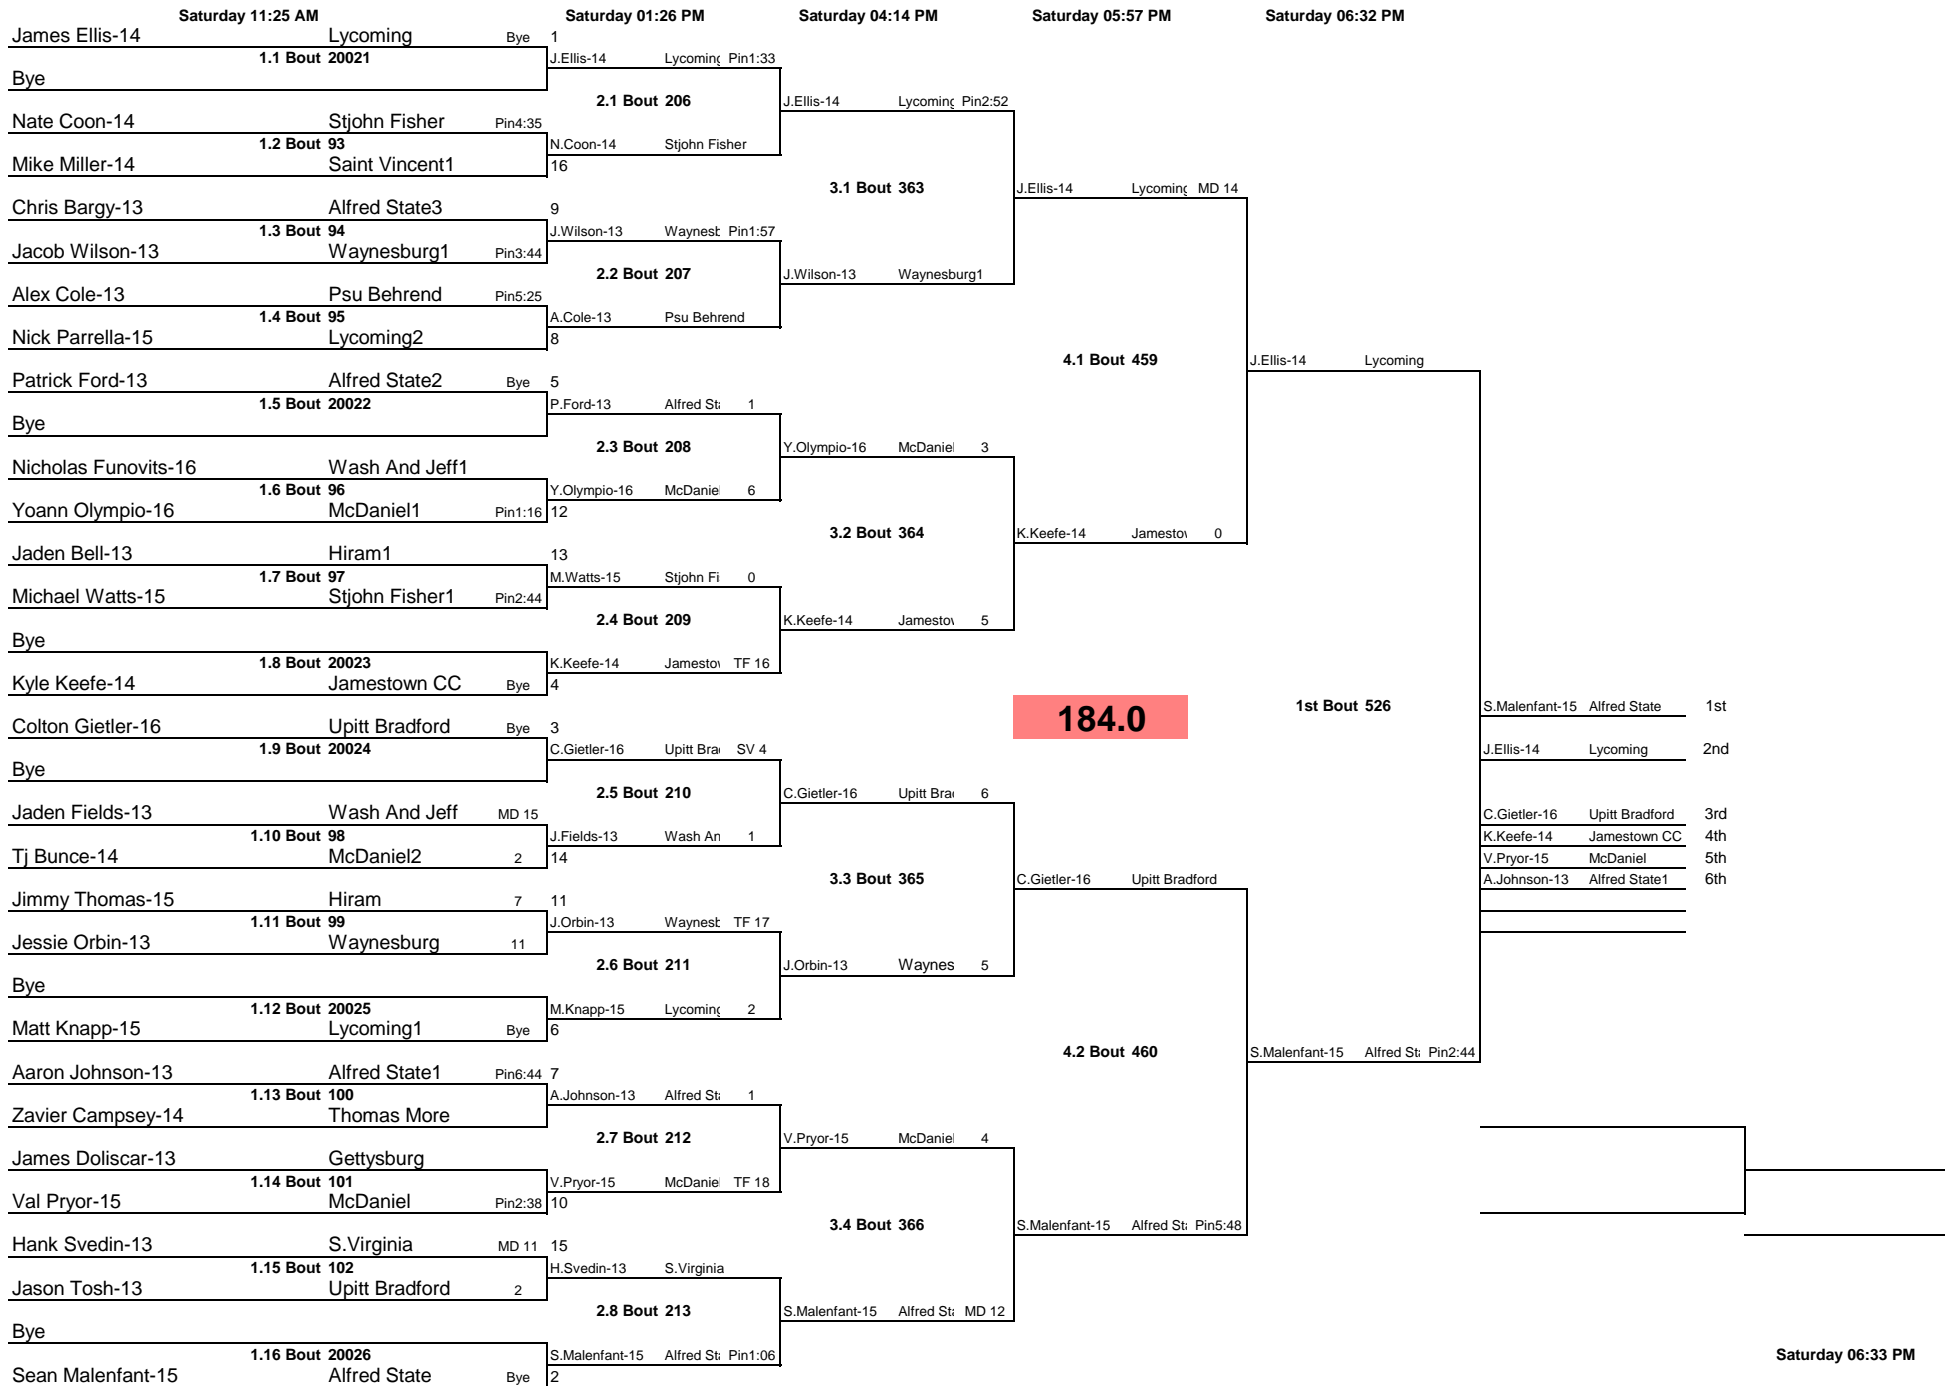 Saturday 11:25 AM Saturday 01:26 PM Saturday 04:14 PM Saturday 05:57 PM Saturday 06:32 PM
James Ellis-14 Lycoming Bye 1
1.1 Bout 20021
Bye
J.Ellis-14 Lycoming Pin1:33
2.1 Bout 206
Nate Coon-14 Stjohn Fisher Pin4:35
1.2 Bout 93
Mike Miller-14 Saint Vincent1 16
N.Coon-14 Stjohn Fisher
J.Ellis-14 Lycoming Pin2:52
3.1 Bout 363
Chris Bargy-13 Alfred State3 9
1.3 Bout 94
Jacob Wilson-13 Waynesburg1 Pin3:44
J.Wilson-13 Waynesb Pin1:57
2.2 Bout 207
Alex Cole-13 Psu Behrend Pin5:25
1.4 Bout 95
Nick Parrella-15 Lycoming2 8
A.Cole-13 Psu Behrend
J.Wilson-13 Waynesburg1
J.Ellis-14 Lycoming MD 14
4.1 Bout 459
Patrick Ford-13 Alfred State2 Bye 5
1.5 Bout 20022
Bye
P.Ford-13 Alfred Sta 1
2.3 Bout 208
Nicholas Funovits-16 Wash And Jeff1
1.6 Bout 96
Yoann Olympio-16 McDaniel1 Pin1:16 12
Y.Olympio-16 McDaniel 6
Y.Olympio-16 McDaniel 3
3.2 Bout 364
Jaden Bell-13 Hiram1 13
1.7 Bout 97
Michael Watts-15 Stjohn Fisher1 Pin2:44
M.Watts-15 Stjohn Fi 0
2.4 Bout 209
Bye
1.8 Bout 20023
Kyle Keefe-14 Jamestown CC Bye 4
K.Keefe-14 Jamestow TF 16
K.Keefe-14 Jamestow 5
K.Keefe-14 Jamestow 0
J.Ellis-14 Lycoming
184.0
1st Bout 526
Colton Gietler-16 Upitt Bradford Bye 3
1.9 Bout 20024
Bye
C.Gietler-16 Upitt Bra SV 4
2.5 Bout 210
Jaden Fields-13 Wash And Jeff MD 15
1.10 Bout 98
Tj Bunce-14 McDaniel2 2 14
J.Fields-13 Wash An 1
C.Gietler-16 Upitt Bra 6
3.3 Bout 365
Jimmy Thomas-15 Hiram 7 11
1.11 Bout 99
Jessie Orbin-13 Waynesburg 11
J.Orbin-13 Waynesb TF 17
2.6 Bout 211
Bye
1.12 Bout 20025
Matt Knapp-15 Lycoming1 Bye 6
M.Knapp-15 Lycoming 2
J.Orbin-13 Waynes 5
C.Gietler-16 Upitt Bradford
4.2 Bout 460
Aaron Johnson-13 Alfred State1 Pin6:44 7
1.13 Bout 100
Zavier Campsey-14 Thomas More
A.Johnson-13 Alfred Sta 1
2.7 Bout 212
James Doliscar-13 Gettysburg
1.14 Bout 101
Val Pryor-15 McDaniel Pin2:38 10
V.Pryor-15 McDaniel TF 18
V.Pryor-15 McDaniel 4
3.4 Bout 366
Hank Svedin-13 S.Virginia MD 11 15
1.15 Bout 102
Jason Tosh-13 Upitt Bradford 2
H.Svedin-13 S.Virginia
2.8 Bout 213
Bye
1.16 Bout 20026
Sean Malenfant-15 Alfred State Bye 2
S.Malenfant-15 Alfred Sta Pin1:06
S.Malenfant-15 Alfred Sta MD 12
S.Malenfant-15 Alfred Sta Pin5:48
S.Malenfant-15 Alfred Sta Pin2:44
S.Malenfant-15 Alfred State 1st
J.Ellis-14 Lycoming 2nd
C.Gietler-16 Upitt Bradford 3rd
K.Keefe-14 Jamestown CC 4th
V.Pryor-15 McDaniel 5th
A.Johnson-13 Alfred State1 6th
Saturday 06:33 PM